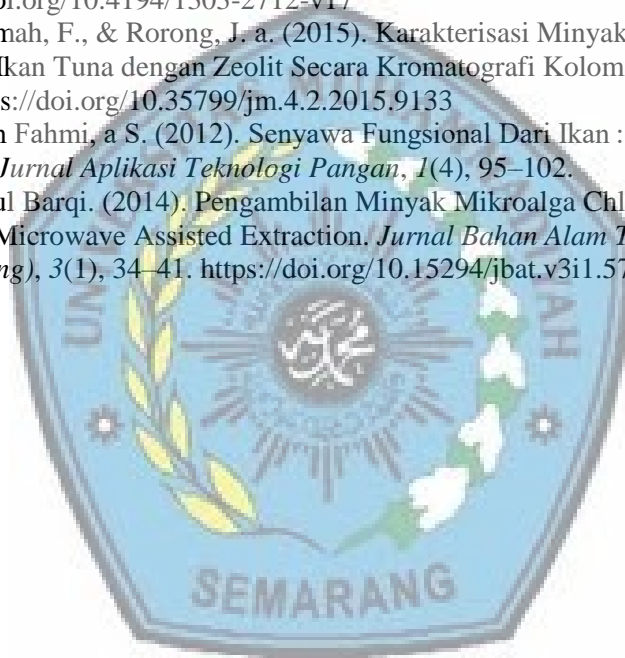 oi.org/10.4194/1303-2712-v17
mah, F., & Rorong, J. a. (2015). Karakterisasi Minyak
Ikan Tuna dengan Zeolit Secara Kromatografi Kolom
s://doi.org/10.35799/jm.4.2.2015.9133
n Fahmi, a S. (2012). Senyawa Fungsional Dari Ikan :
Jurnal Aplikasi Teknologi Pangan, 1(4), 95–102.
ul Barqi. (2014). Pengambilan Minyak Mikroalga Chl
Microwave Assisted Extraction. Jurnal Bahan Alam T
ng), 3(1), 34–41. https://doi.org/10.15294/jbat.v3i1.57
SEMARANG